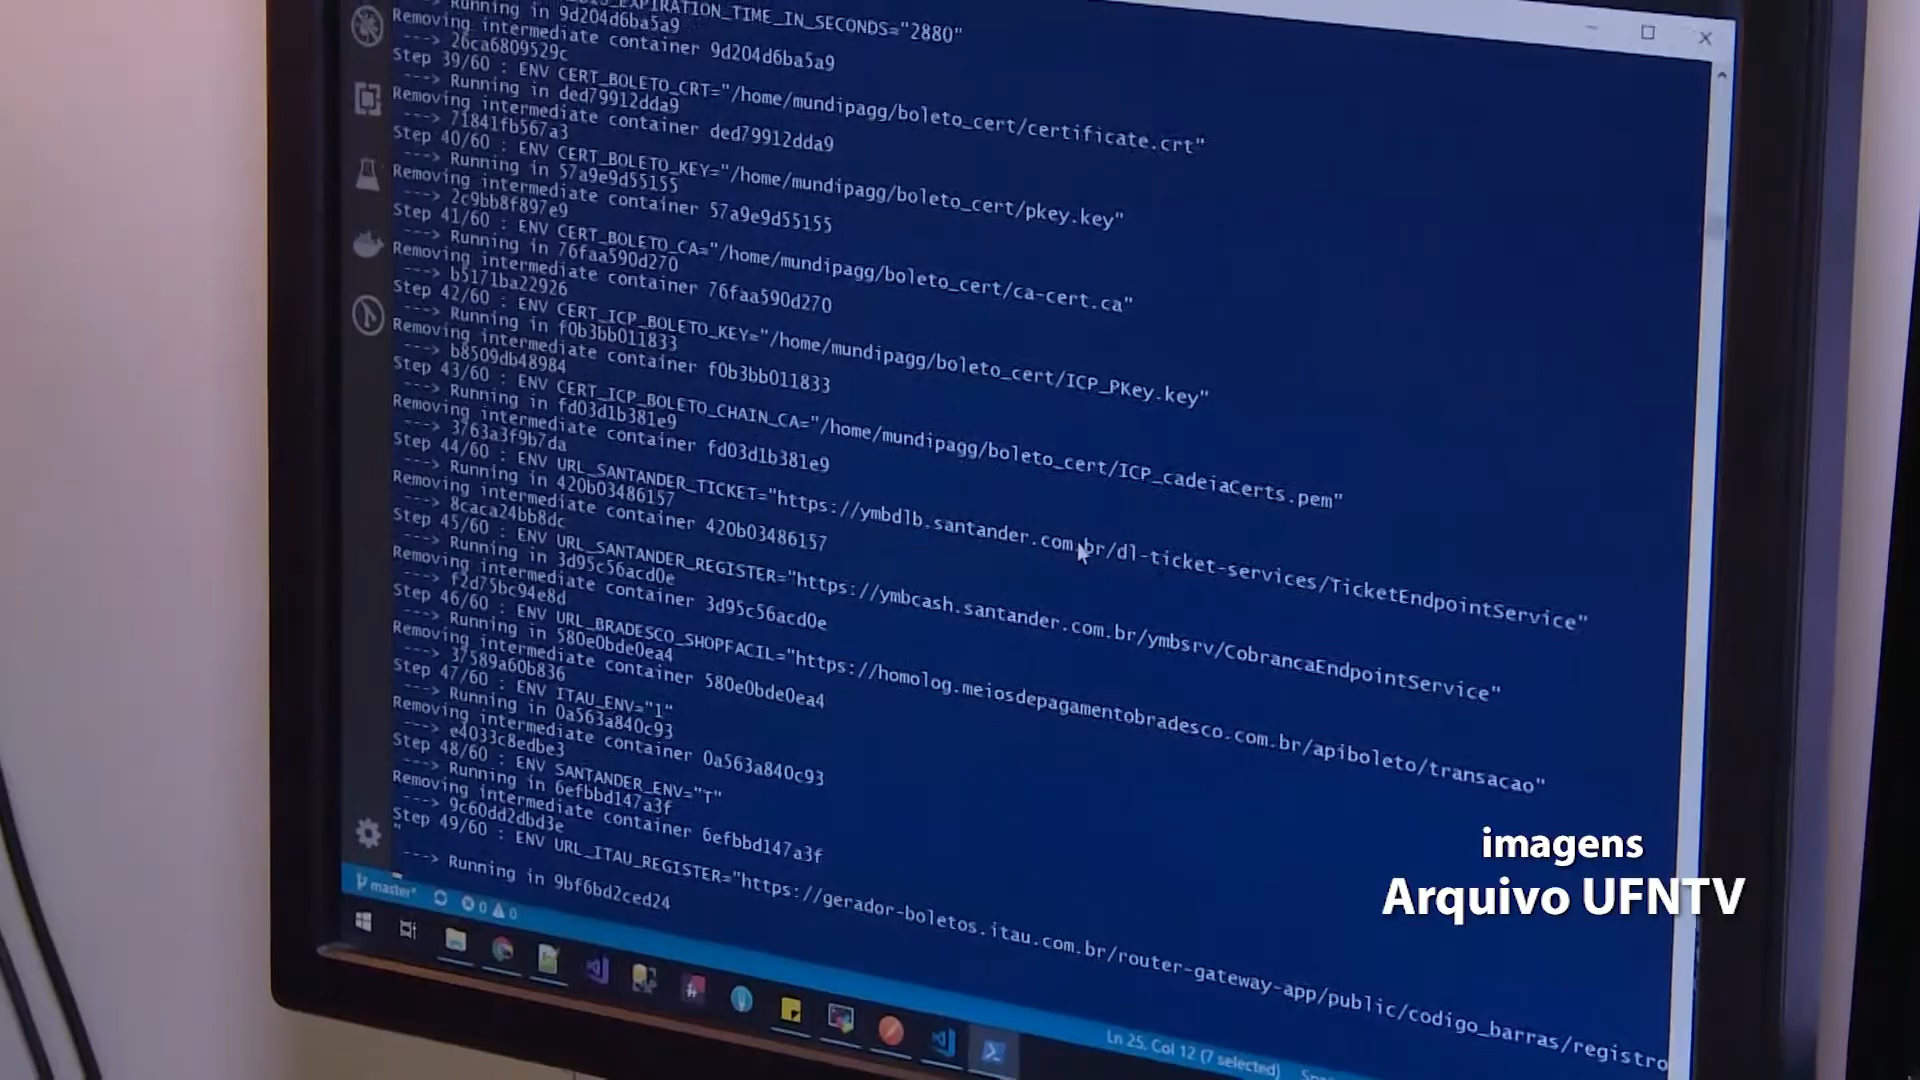 EXPIRATION_TIME_IN_SECONDS="2880"
Running in 9d204d6ba5a9
Removing intermediate container 9d204d6ba5a9
---> 26ca6809529c
Step 39/60 : ENV CERT_BOLETO_CRT="/home/mundipagg/boleto_cert/certificate.crt"
---> Running in ded79912dda9
Removing intermediate container ded79912dda9
---> 71841fb567a3
Step 40/60 : ENV CERT_BOLETO_KEY="/home/mundipagg/boleto_cert/pkey.key"
---> Running in 57a9e9d55155
Removing intermediate container 57a9e9d55155
---> 2c9bb8f897e9
Step 41/60 : ENV CERT_BOLETO_CA="/home/mundipagg/boleto_cert/ca-cert.ca"
---> Running in 76faa590d270
Removing intermediate container 76faa590d270
---> b5171ba22926
Step 42/60 : ENV CERT_ICP_BOLETO_KEY="/home/mundipagg/boleto_cert/ICP_PKey.key"
---> Running in f0b3bb011833
Removing intermediate container f0b3bb011833
---> b8509db48984
Step 43/60 : ENV CERT_ICP_BOLETO_CHAIN_CA="/home/mundipagg/boleto_cert/ICP_cadeiaCerts.pem"
---> Running in fd03d1b381e9
Removing intermediate container fd03d1b381e9
---> 3763a3f9b7da
Step 44/60 : ENV URL_SANTANDER_TICKET="https://ymbdlb.santander.com.br/dl-ticket-services/TicketEndpointService"
---> Running in 420b03486157
Removing intermediate container 420b03486157
---> 8caca24bb8dc
Step 45/60 : ENV URL_SANTANDER_REGISTER="https://ymbcash.santander.com.br/ymbsrv/CobrancaEndpointService"
---> Running in 3d95c56acd0e
Removing intermediate container 3d95c56acd0e
---> f2d75bc94e8d
Step 46/60 : ENV URL_BRADESCO_SHOPFACIL="https://homolog.meiosdepagamentobradesco.com.br/apiboleto/transacao"
---> Running in 580e0bde0ea4
Removing intermediate container 580e0bde0ea4
---> 37589a60b836
Step 47/60 : ENV ITAU_ENV="1"
---> Running in 0a563a840c93
Removing intermediate container 0a563a840c93
---> e4033c8edbe3
Step 48/60 : ENV SANTANDER_ENV="T"
---> Running in 6efbbd147a3f
Removing intermediate container 6efbbd147a3f
---> 9c60dd2dbd3e
Step 49/60 : ENV URL_ITAU_REGISTER="https://gerador-boletos.itau.com.br/router-gateway-app/public/codigo_barras/registro
"
---> Running in 9bf6bd2ced24
master*
0 0
Ln 25, Col 12 (7 selected)
imagens
Arquivo UFNTV